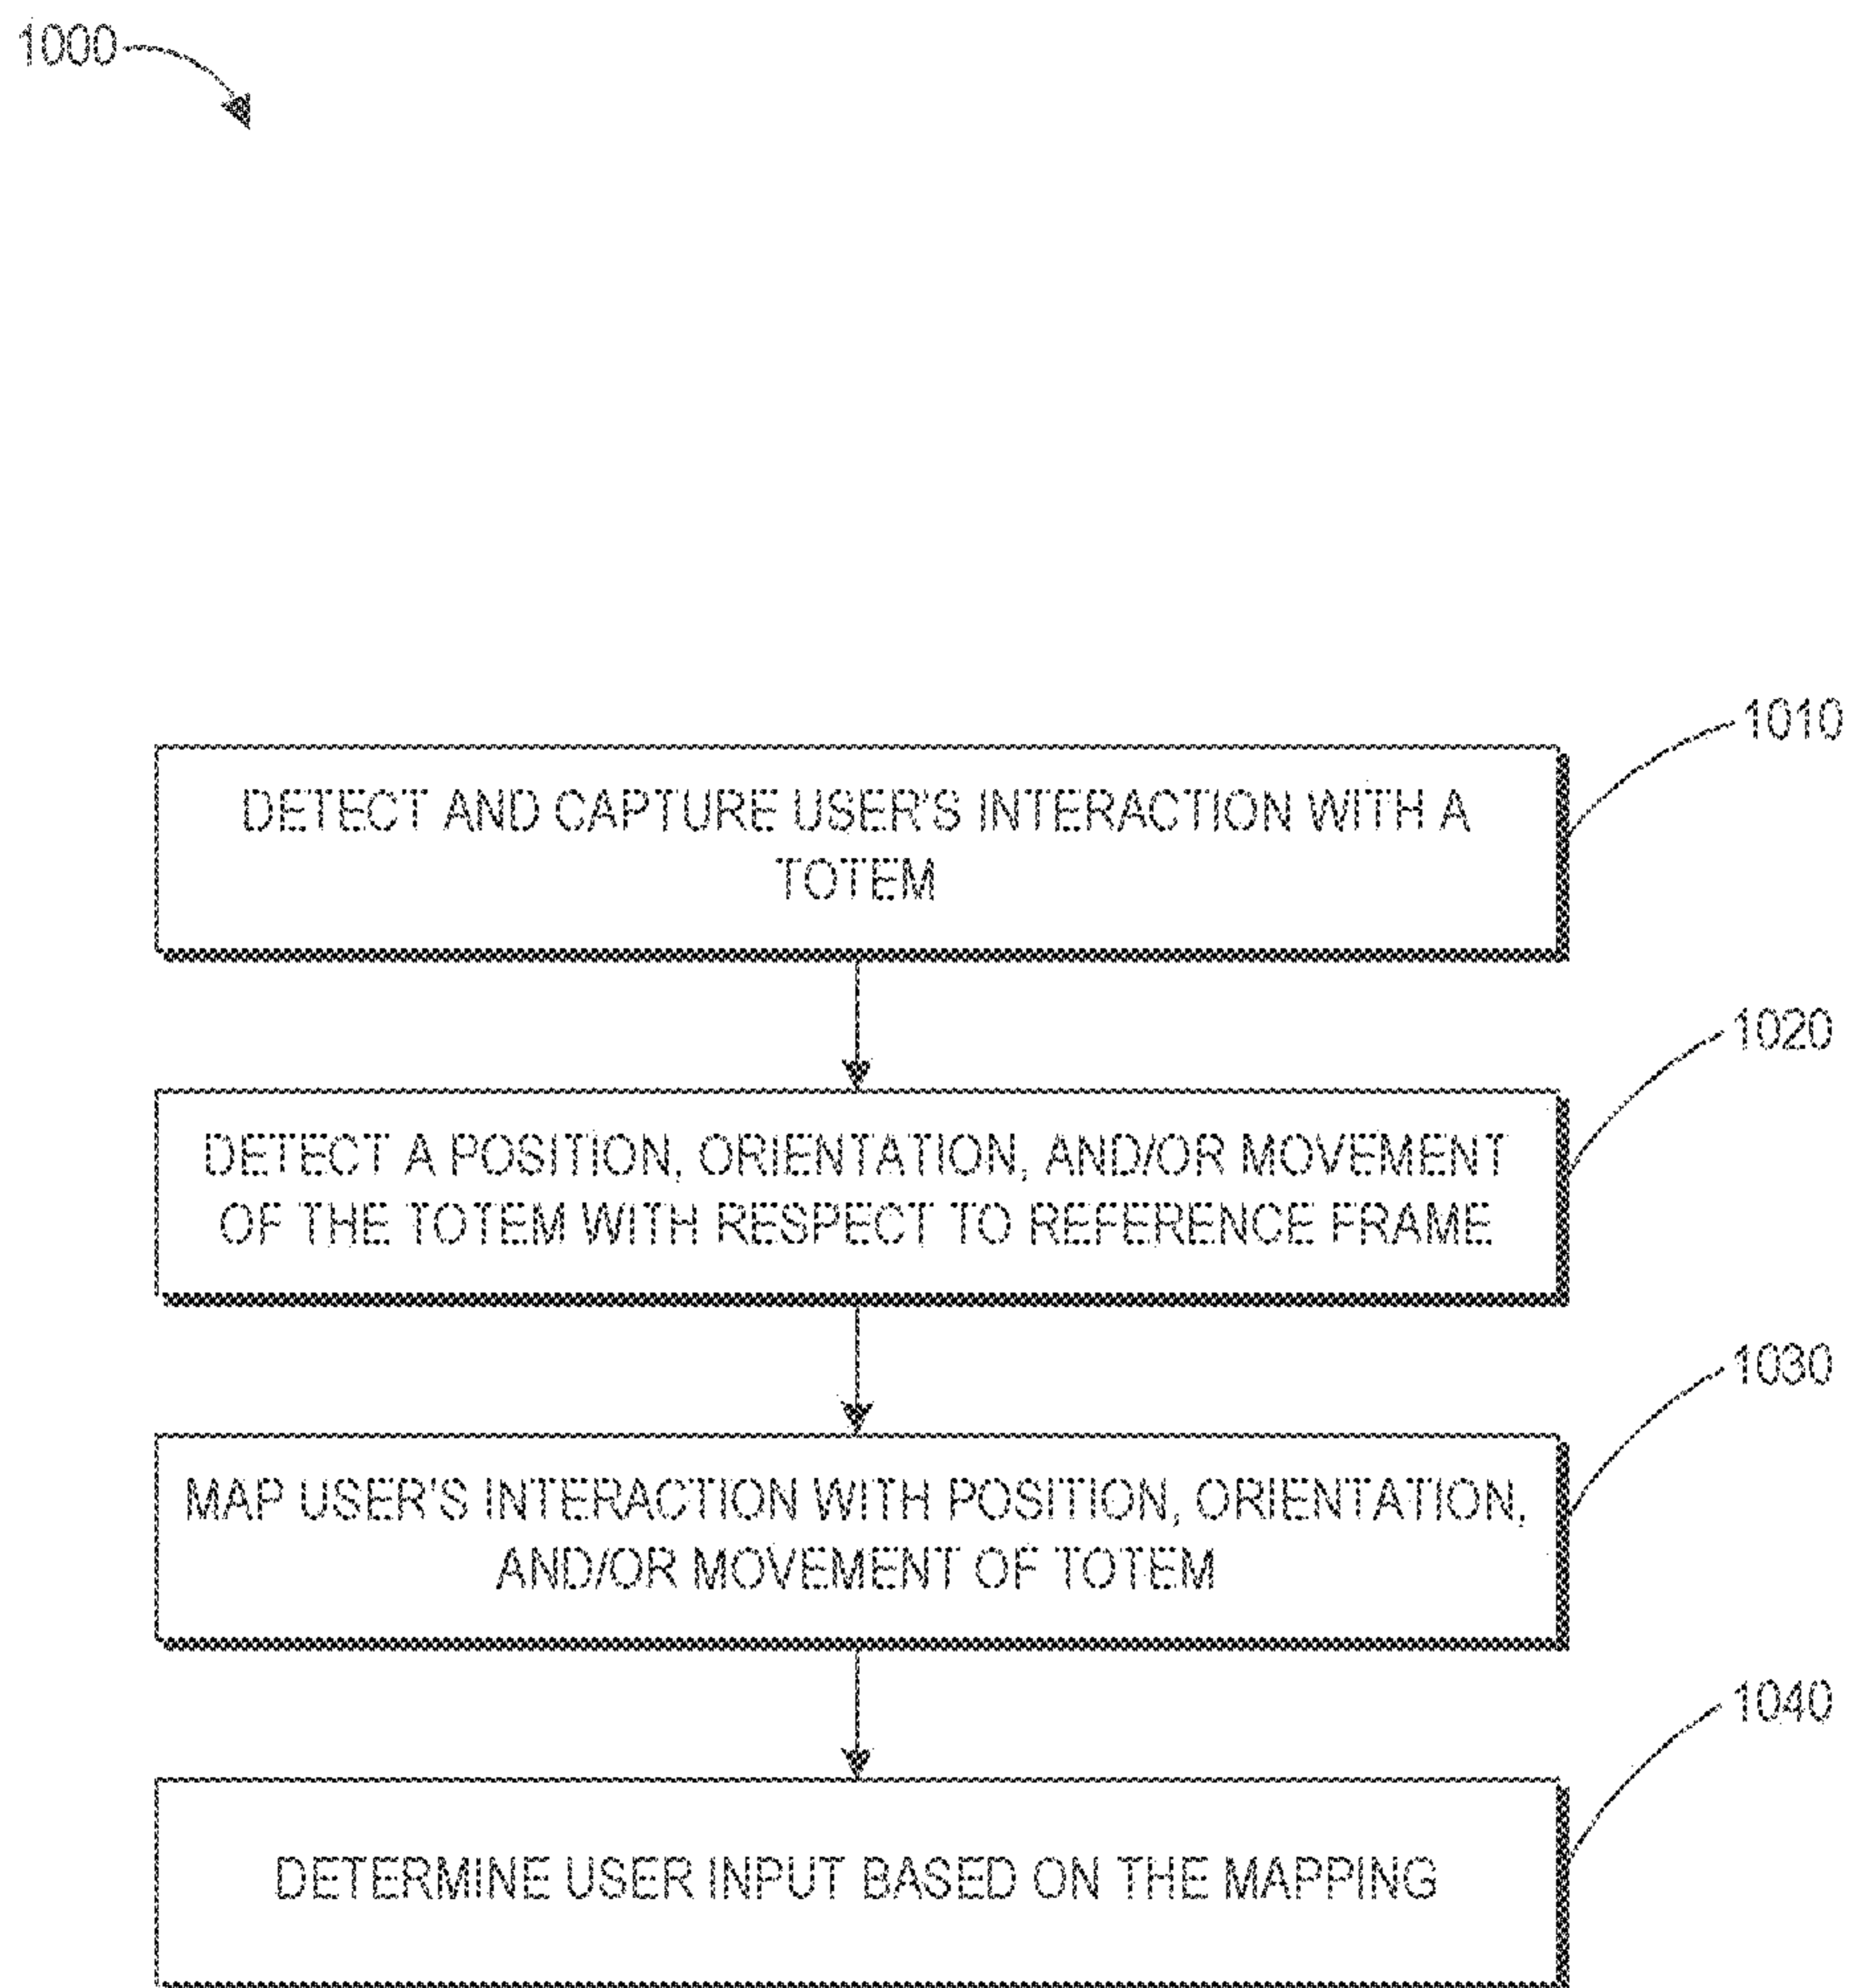 1000
1010
DETECT AND CAPTURE USER'S INTERACTION WITH A
TOTEM
1020
DETECT A POSITION, ORIENTATION, AND/OR MOVEMENT
OF THE TOTEM WITH RESPECT TO REFERENCE FRAME
1030
MAP USER'S INTERACTION WITH POSITION, ORIENTATION,
AND/OR MOVEMENT OF TOTEM
1040
DETERMINE USER INPUT BASED ON THE MAPPING